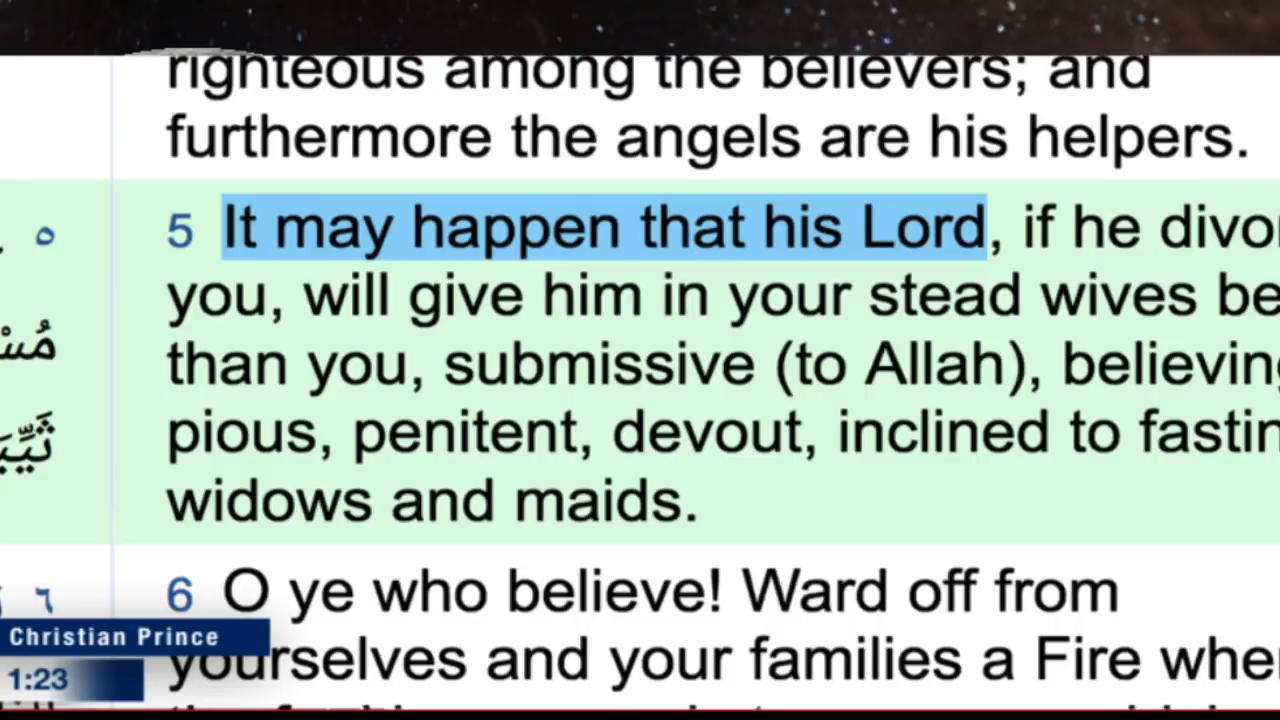 righteous among the believers; and
furthermore the angels are his helpers.
٥
5 It may happen that his Lord, if he divo
you, will give him in your stead wives be
than you, submissive (to Allah), believing
pious, penitent, devout, inclined to fastin
widows and maids.
٦
6 O ye who believe! Ward off from
yourselves and your families a Fire whe
Christian Prince
1:23